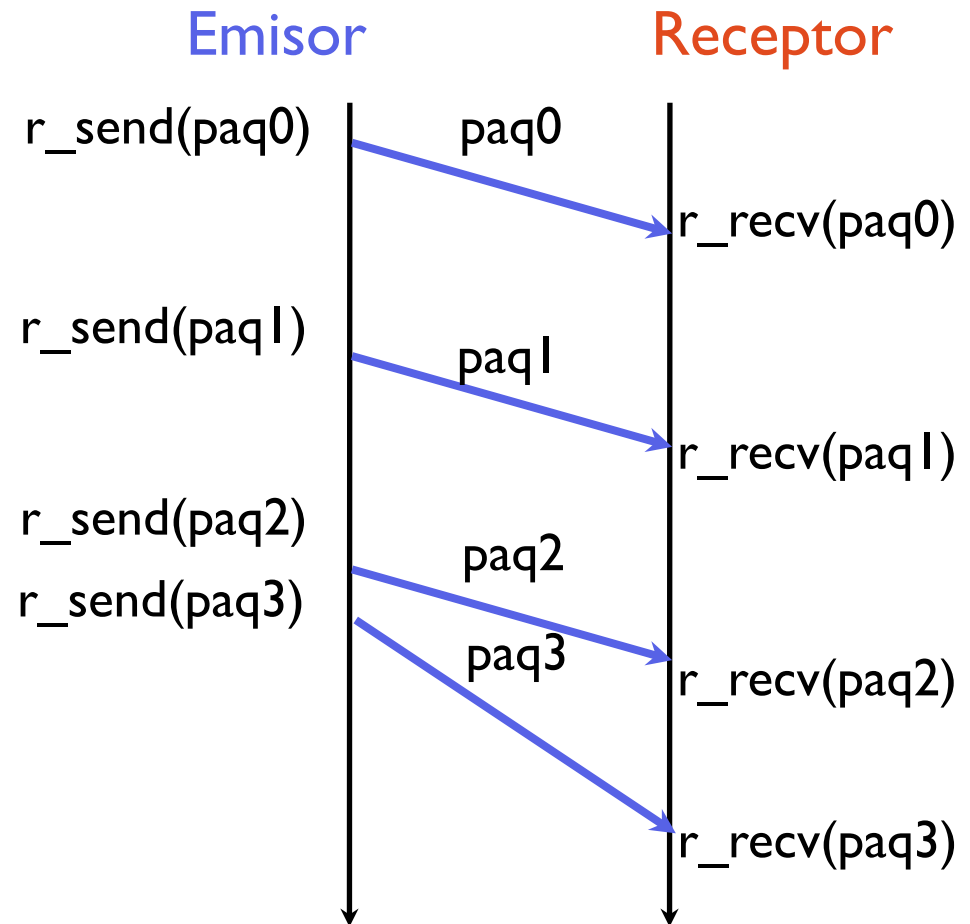 Emisor Receptor
r_send(paq0) paq0
r_recv(paq0)
r_send(paq1) paq1
r_recv(paq1)
r_send(paq2) paq2
r_send(paq3) paq3
r_recv(paq2)
r_recv(paq3)